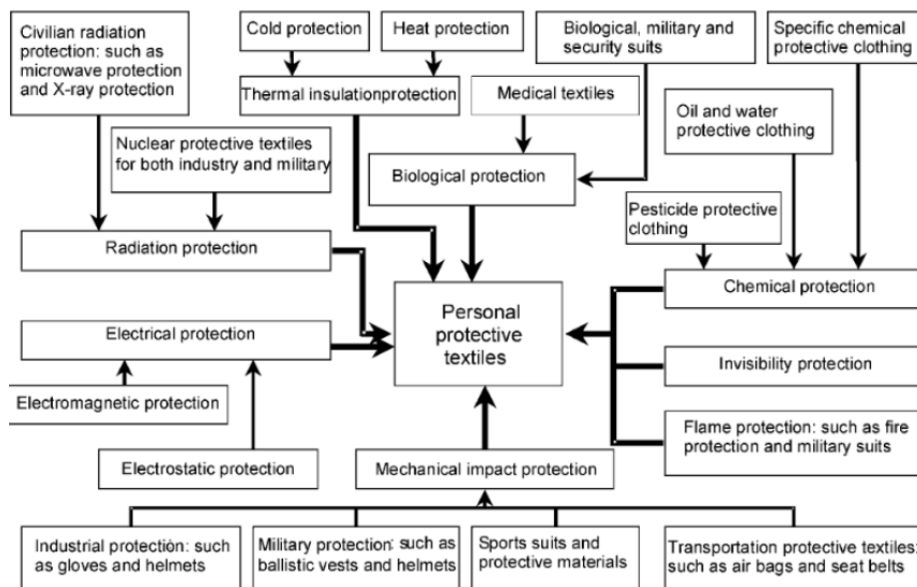 Civilian radiation
protection: such as
microwave protection
and X-ray protection
Cold protection
Heat protection
Biological, military and
security suits
Specific chemical
protective clothing
Thermal insulationprotection
Medical textiles
Oil and water
protective clothing
Nuclear protective textiles
for both industry and military
Biological protection
Pesticide protective
clothing
Radiation protection
Chemical protection
Personal
protective
textiles
Electrical protection
Invisibility protection
Electromagnetic protection
Flame protection: such as fire
protection and military suits
Electrostatic protection
Mechanical impact protection
Industrial protection: such
as gloves and helmets
Military protection: such as
ballistic vests and helmets
Sports suits and
protective materials
Transportation protective textiles:
such as air bags and seat belts